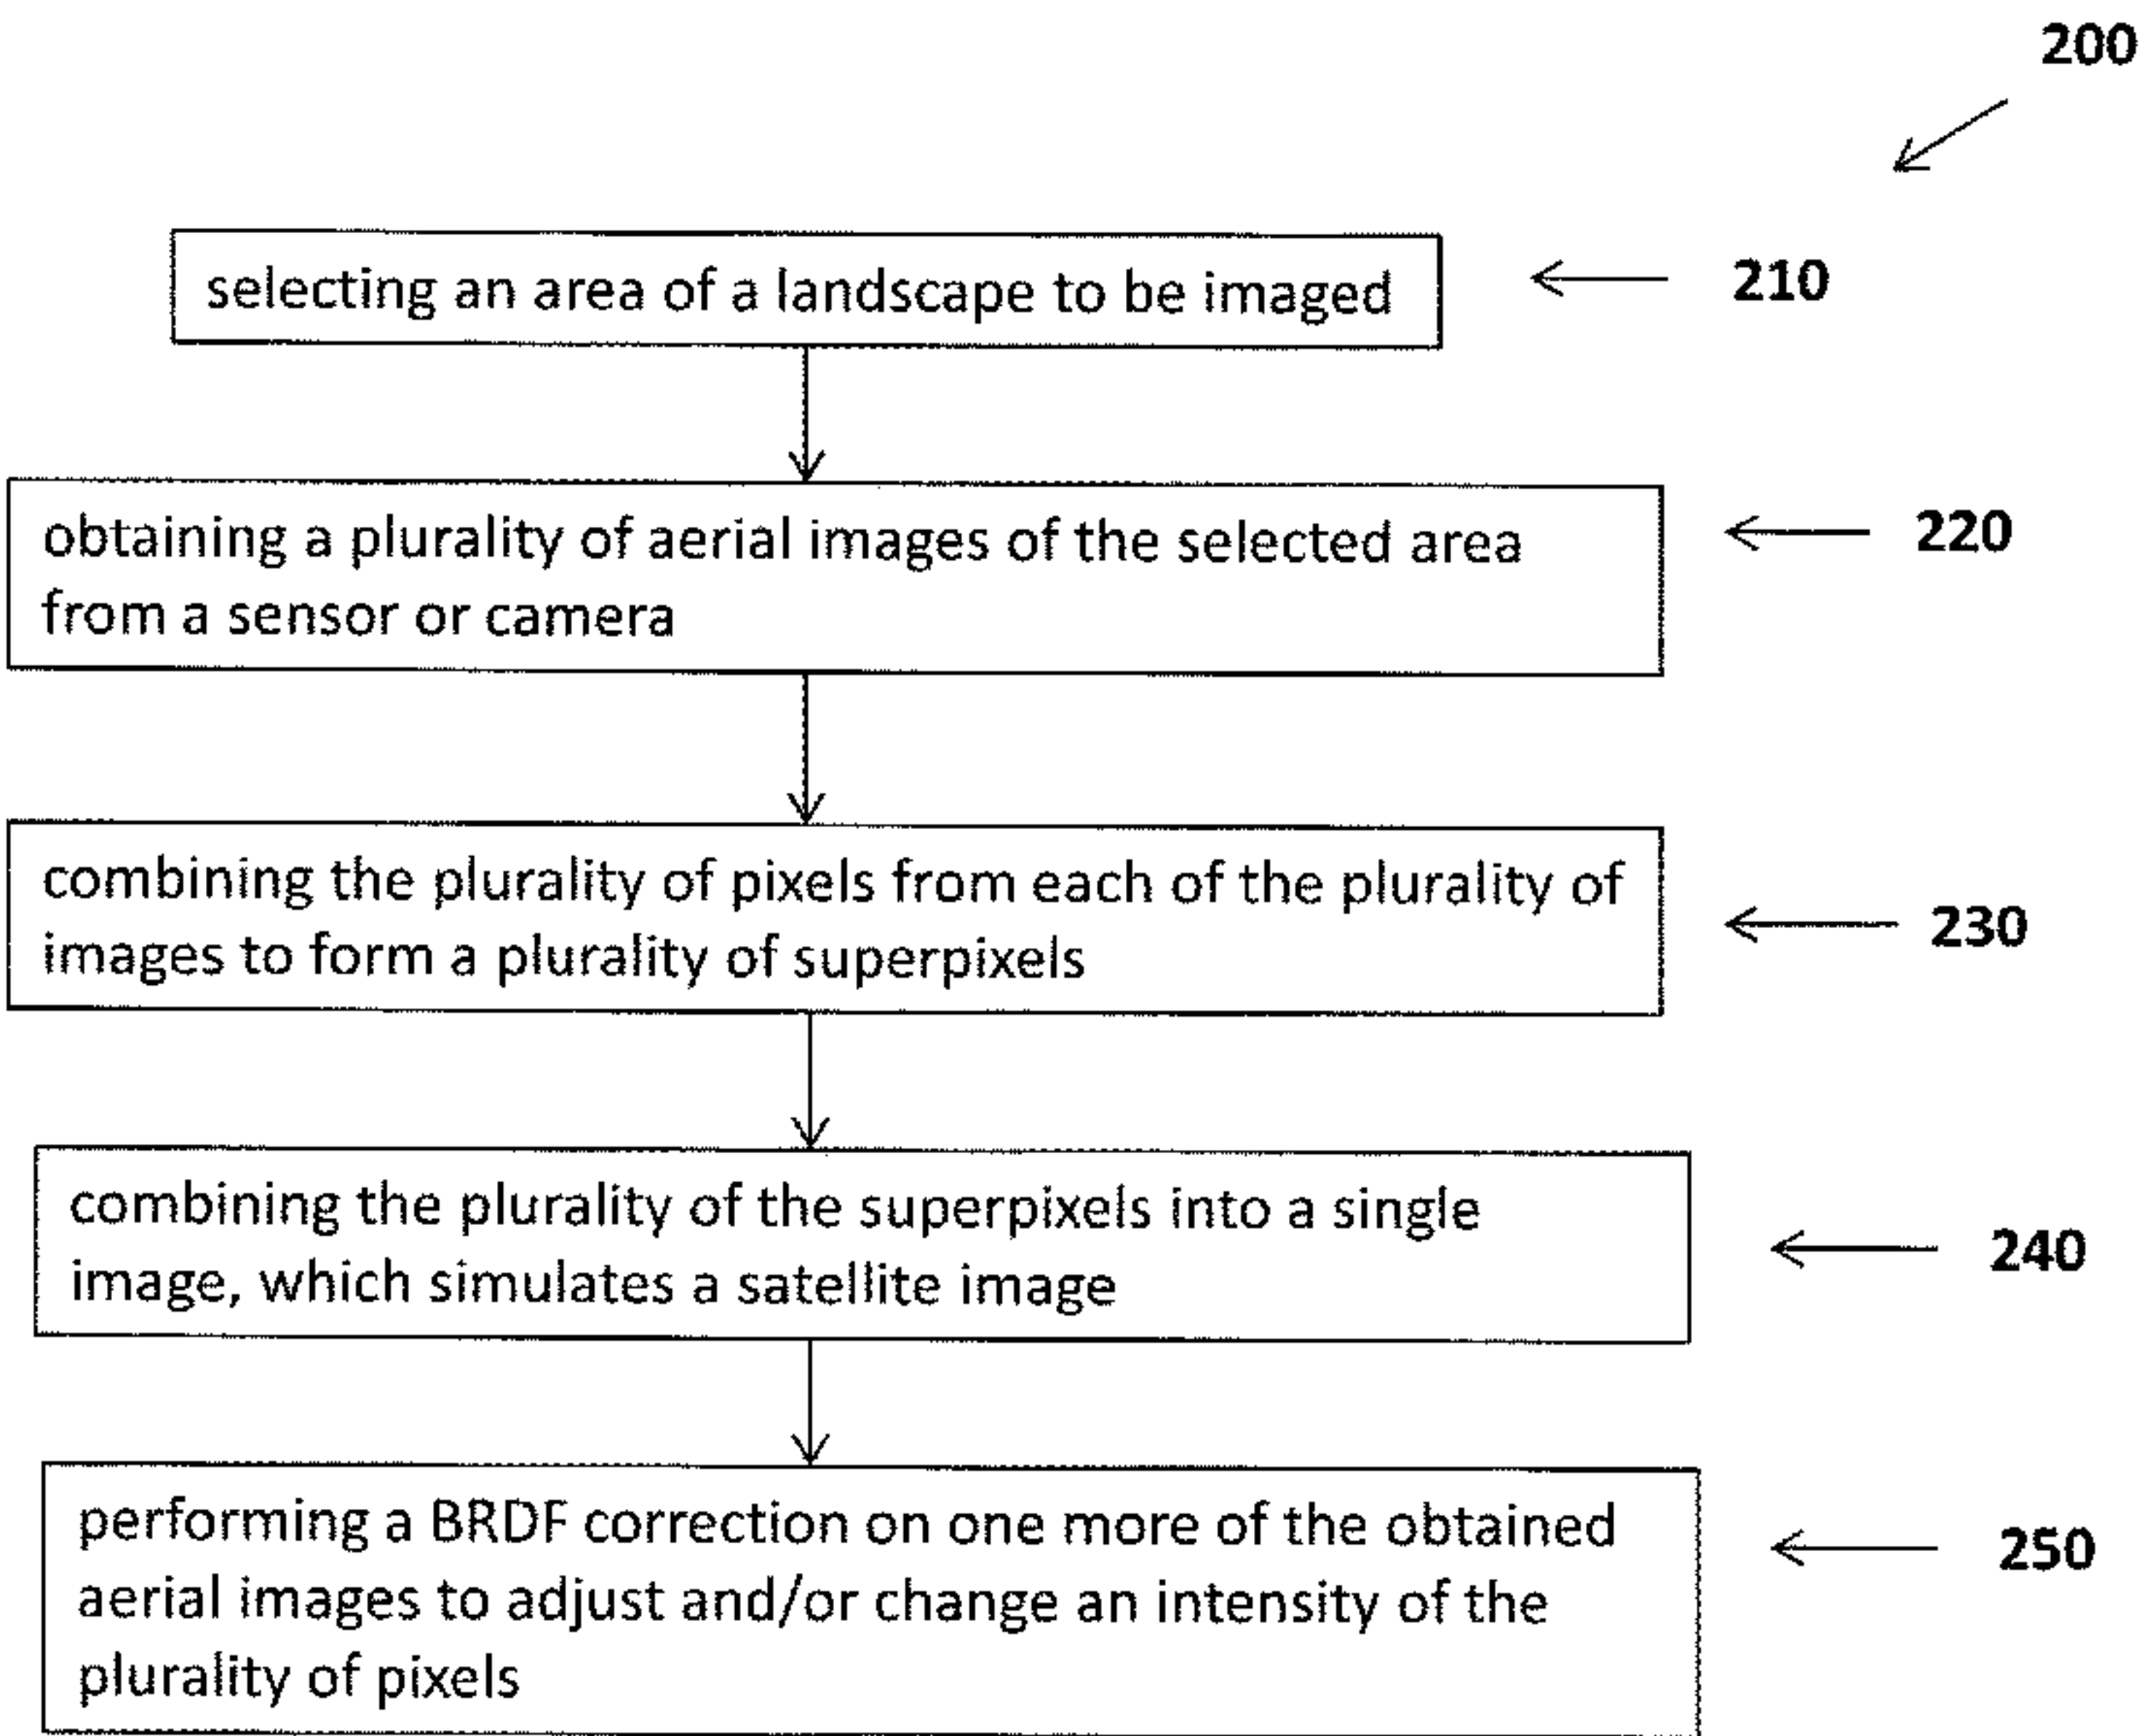 200
selecting an area of a landscape to be imaged
210
obtaining a plurality of aerial images of the selected area
from a sensor or camera
220
combining the plurality of pixels from each of the plurality of
images to form a plurality of superpixels
230
combining the plurality of the superpixels into a single
image, which simulates a satellite image
240
performing a BRDF correction on one more of the obtained
aerial images to adjust and/or change an intensity of the
plurality of pixels
250